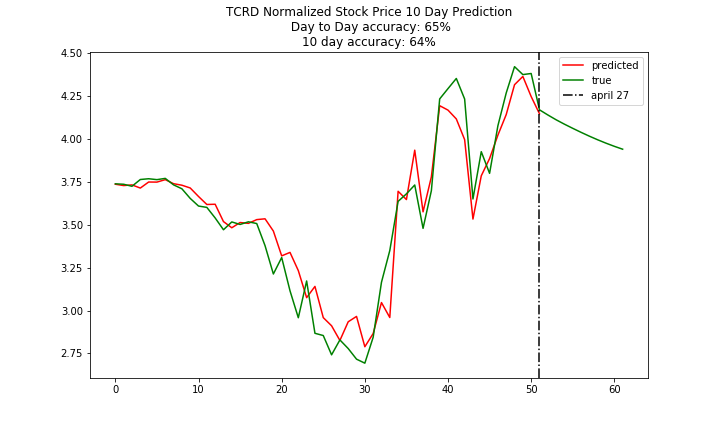 TCRD Normalized Stock Price 10 Day Prediction
Day to Day accuracy: 65%
10 day accuracy: 64%
4.50
4.25
4.00
3.75
3.50
3.25
3.00
2.75
0 10 20 30 40 50 60
predicted
true
april 27